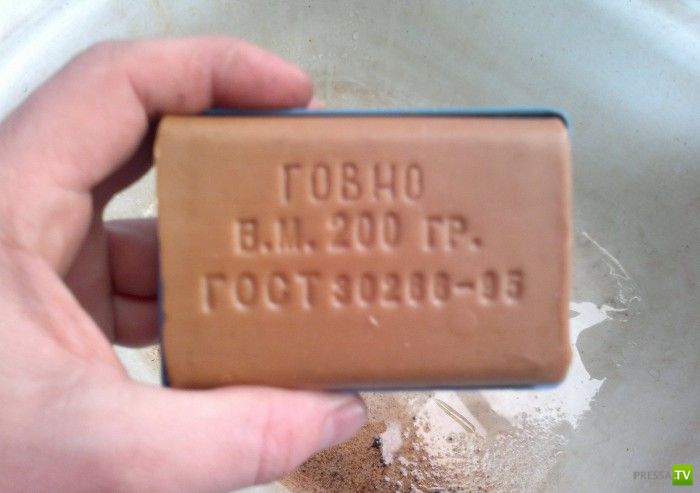 ГОВНО
В.М. 200 ГР.
ГОСТ 30266-95
PRESSA.TV